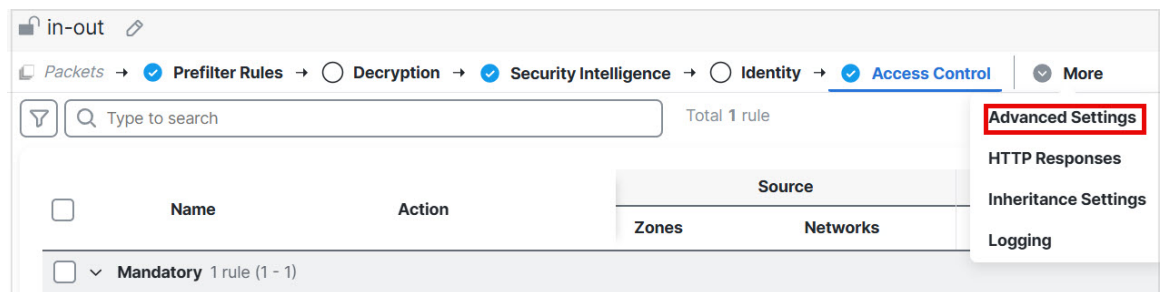 in-out
Packets → Prefilter Rules → Decryption → Security Intelligence → Identity → Access Control More
Type to search
Total 1 rule
Advanced Settings
HTTP Responses
Inheritance Settings
Logging
Name Action Source
Zones Networks
Mandatory 1 rule (1 - 1)